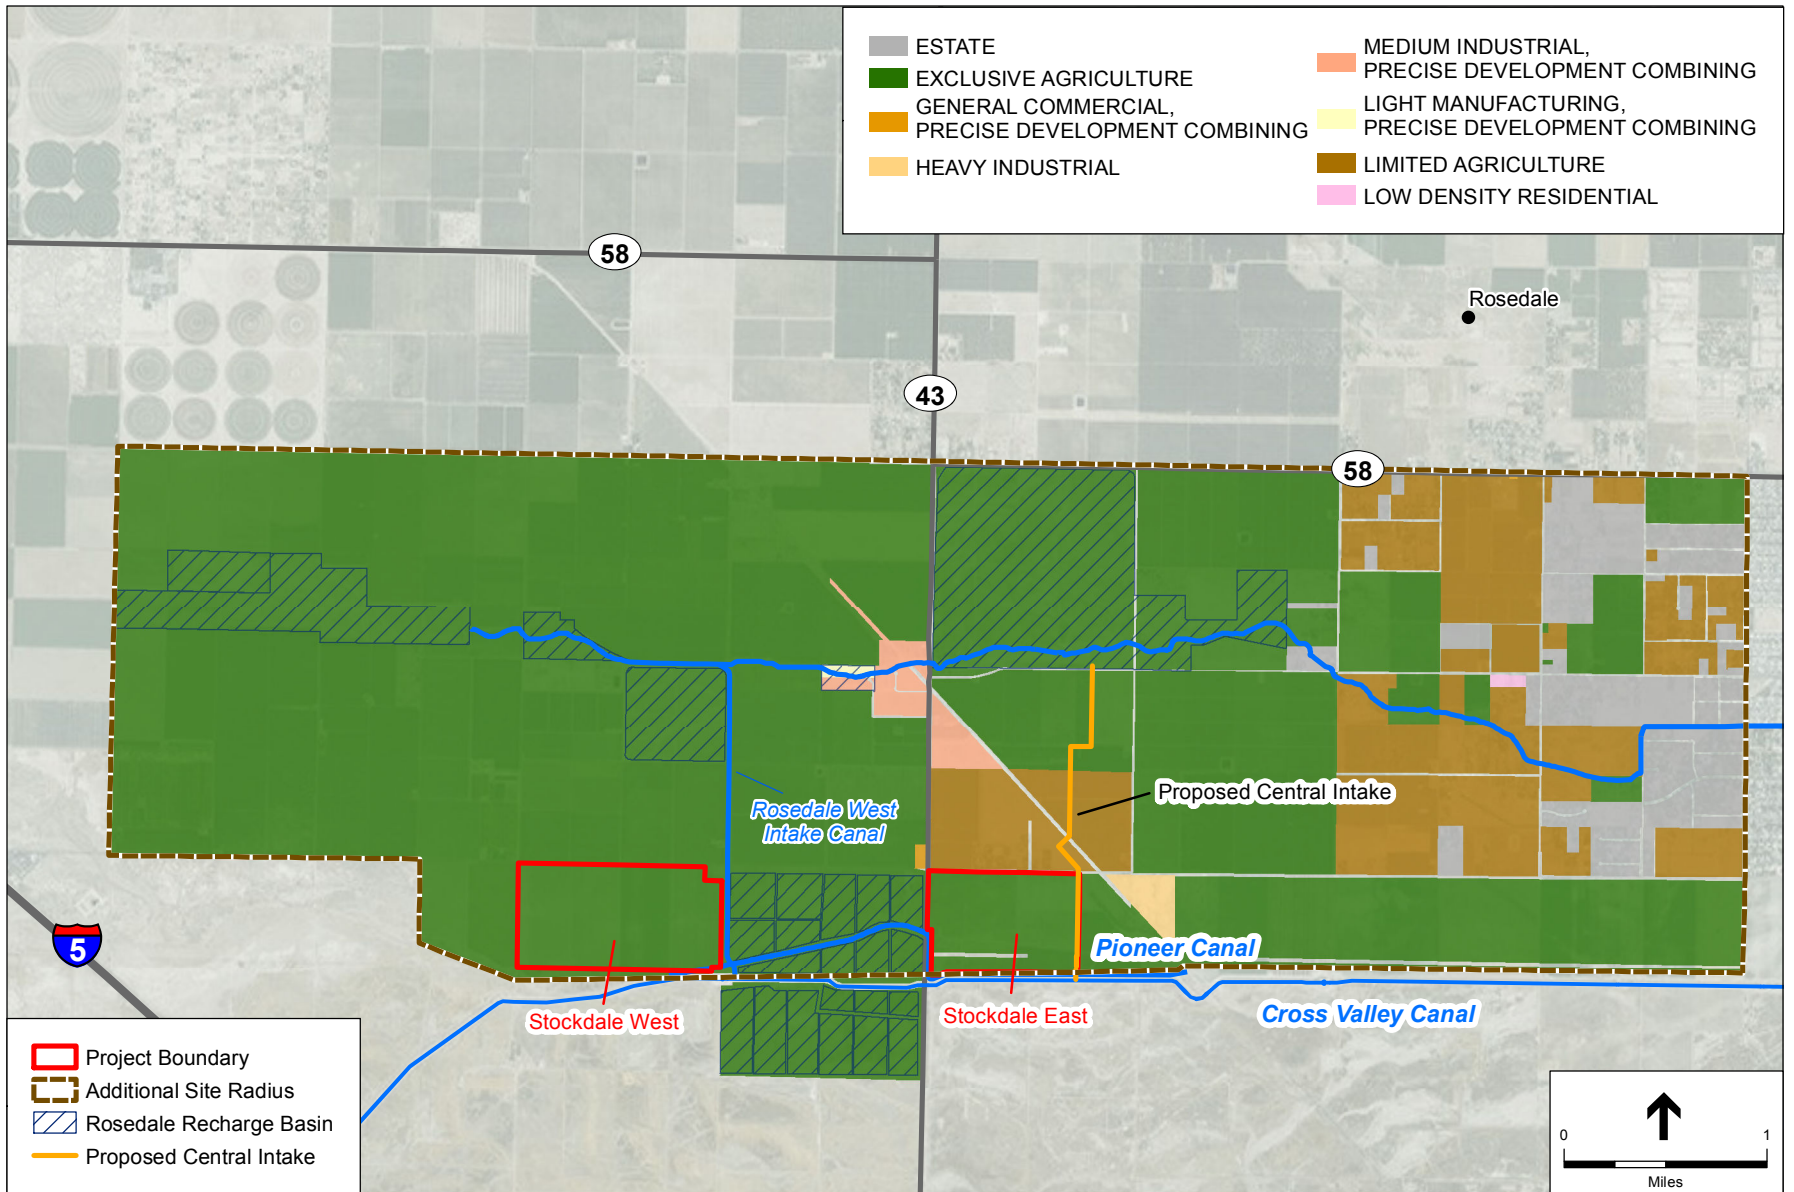 ESTATE
EXCLUSIVE AGRICULTURE
GENERAL COMMERCIAL,
PRECISE DEVELOPMENT COMBINING
HEAVY INDUSTRIAL
MEDIUM INDUSTRIAL,
PRECISE DEVELOPMENT COMBINING
LIGHT MANUFACTURING,
PRECISE DEVELOPMENT COMBINING
LIMITED AGRICULTURE
LOW DENSITY RESIDENTIAL
58
Rosedale
43
58
Proposed Central Intake
Rosedale West
Intake Canal
5
Pioneer Canal
Stockdale West
Stockdale East
Cross Valley Canal
Project Boundary
Additional Site Radius
Rosedale Recharge Basin
Proposed Central Intake
0 1
Miles